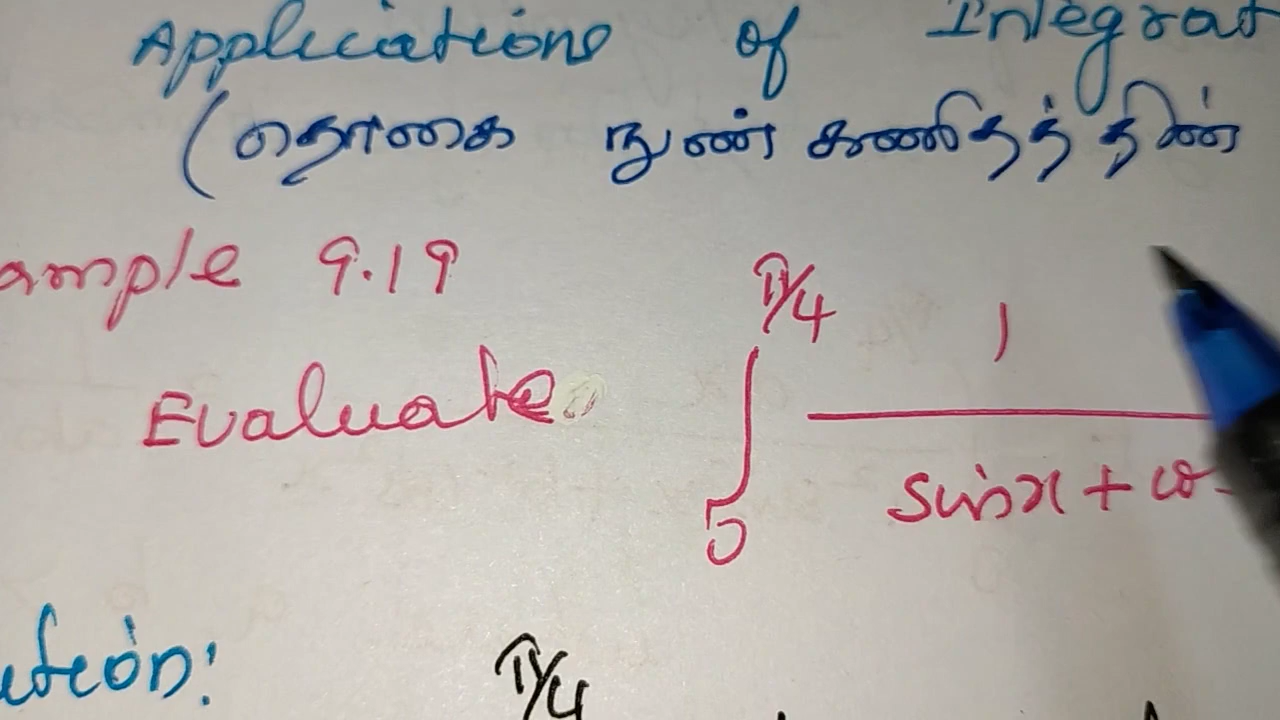 Applications of Integrat
(தொகை நுண் கணிதத்தின்
ample 9.19
Evaluate ∫₀^π/4 1 / sin x + co
ution:
π/4